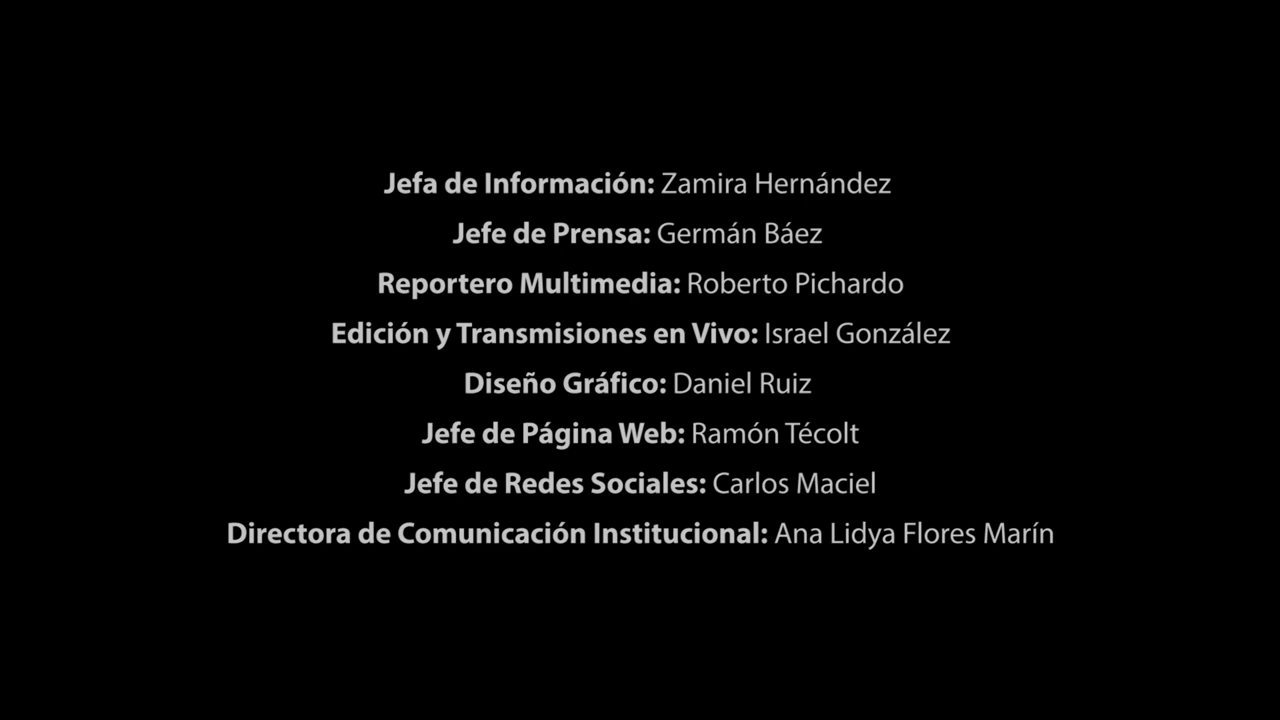 Jefa de Información: Zamira Hernández
Jefe de Prensa: Germán Báez
Reportero Multimedia: Roberto Pichardo
Edición y Transmisiones en Vivo: Israel González
Diseño Gráfico: Daniel Ruiz
Jefe de Página Web: Ramón Técolt
Jefe de Redes Sociales: Carlos Maciel
Directora de Comunicación Institucional: Ana Lidya Flores Marín